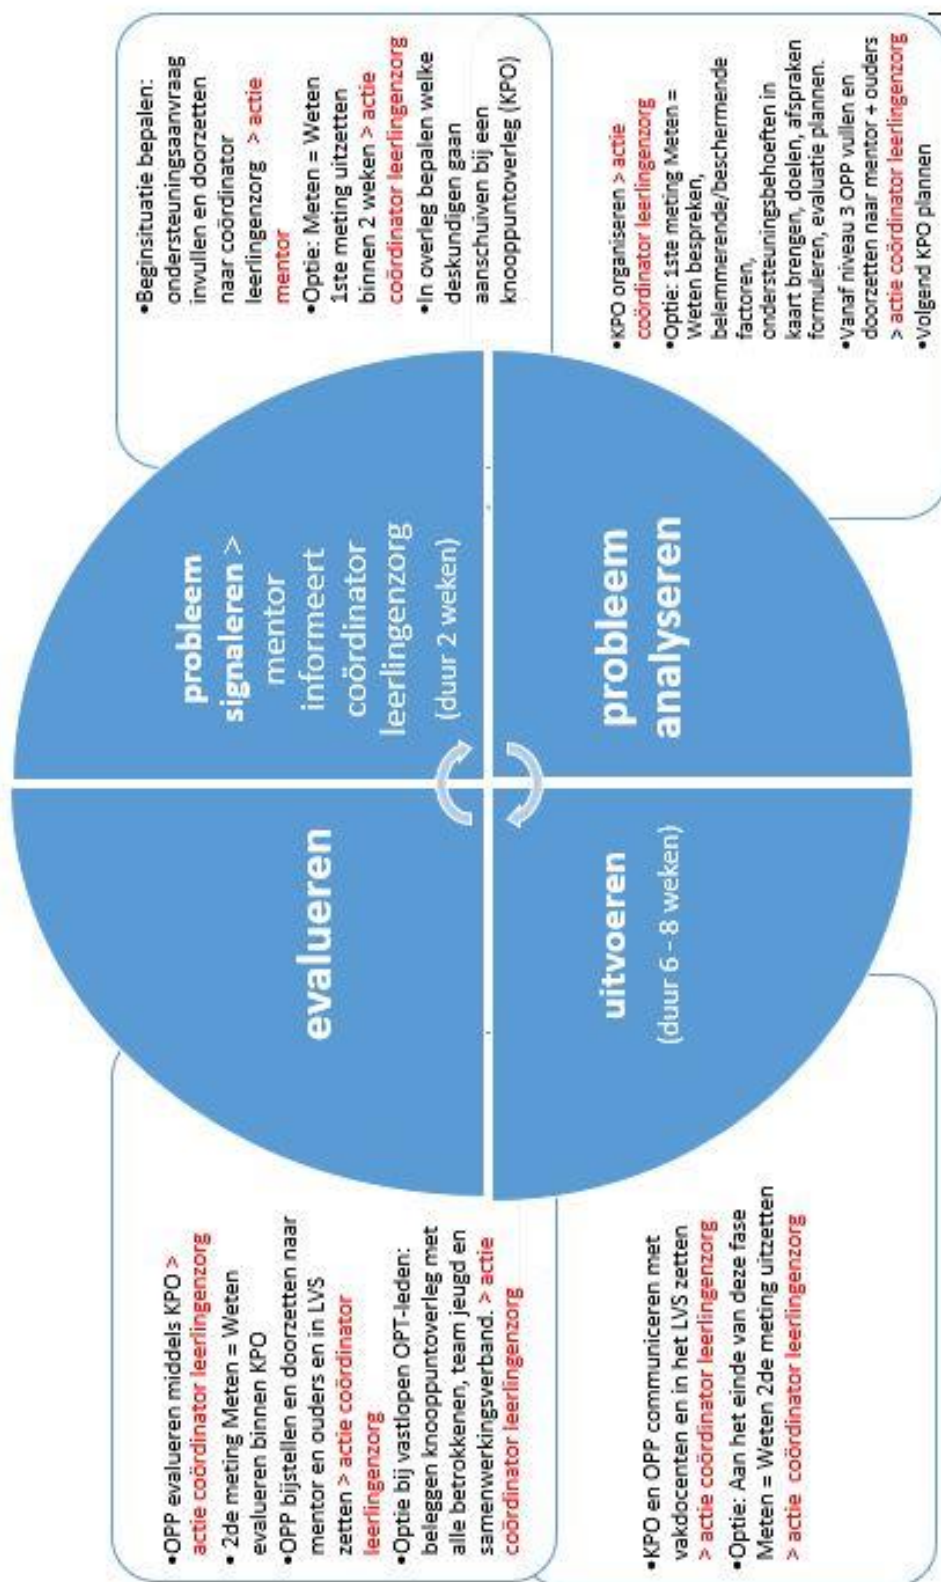 •OPP evalueren middels KPO >
actie coördinator leerlingenzorg
• 2de meting Meten = Weten
evalueren binnen KPO
•OPP bijstellen en doorzetten naar
mentor en ouders en in LVS
zetten > actie coördinator
leerlingenzorg
•Optie bij vastlopen OPT-leden:
beleggen knooppuntoverleg met
alle betrokkenen, team jeugd en
samenwerkingsverband. > actie
coördinator leerlingenzorg
evalueren
probleem
signaleren >
mentor
informeert
coördinator
leerlingenzorg
(duur 2 weken)
•Beginsituatie bepalen:
ondersteuningsaanvraag
invullen en doorzetten
naar coördinator
leerlingenzorg > actie
mentor
•Optie: Meten = Weten
1ste meting uitzetten
binnen 2 weken > actie
coördinator leerlingenzorg
•In overleg bepalen welke
deskundigen gaan
aanschuiven bij een
knooppuntoverleg (KPO)
•KPO en OPP communiceren met
vakdocenten en in het LVS zetten
> actie coördinator leerlingenzorg
•Optie: Aan het einde van deze fase
Meten = Weten 2de meting uitzetten
> actie coördinator leerlingenzorg
uitvoeren
(duur 6 – 8 weken)
probleem
analyseren
•KPO organiseren > actie
coördinator leerlingenzorg
•Optie: 1ste meting Meten =
Weten bespreken,
belemmerende/beschermende
factoren,
ondersteuningsbehoeften in
kaart brengen, doelen, afspraken
formuleren, evaluatie plannen.
•Vanaf niveau 3 OPP vullen en
doorzetten naar mentor + ouders
> actie coördinator leerlingenzorg
•Volgend KPO plannen